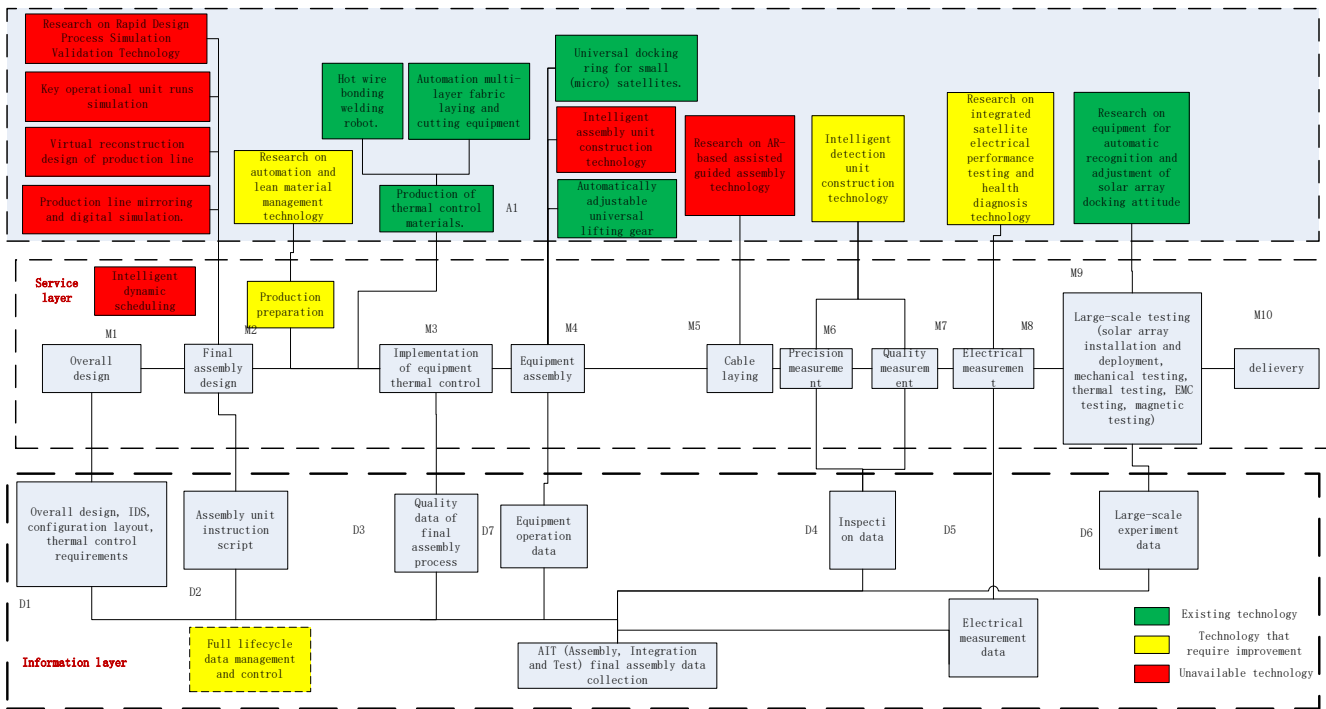 Research on Rapid Design
Process Simulation
Validation Technology
Key operational unit runs
simulation
Virtual reconstruction
design of production line
Production line mirroring
and digital simulation.
Research on
automation and
lean material
management
technology
Hot wire
bonding
welding
robot.
Automation multi-
layer fabric
laying and
cutting equipment
Production of
thermal control
materials.
A1
Universal docking
ring for small
(micro) satellites.
Intelligent
assembly unit
construction
technology
Automatically
adjustable
universal
lifting gear
Research on AR-
based assisted
guided assembly
technology
Intelligent
detection
unit
construction
technology
Research on
integrated
satellite
electrical
performance
testing and
health
diagnosis
technology
Research on
equipment for
automatic
recognition and
adjustment of
solar array
docking attitude
Service
layer
Intelligent
dynamic
scheduling
Production
preparation
M1
M2
M3
M4
M5
M6
M7
M8
M9
M10
Overall
design
Final
assembly
design
Implementation
of equipment
thermal control
Equipment
assembly
Cable
laying
Precision
measureme
nt
Quality
measuremen
t
Electrical
measuremen
t
Large-scale testing
(solar array
installation and
deployment,
mechanical testing,
thermal testing, EMC
testing, magnetic
testing)
delievery
Overall design, IDS,
configuration layout,
thermal control
requirements
D1
Assembly unit
instruction
script
D2
D3
Quality
data of
final
assembly
process
D7
Equipment
operation
data
D4
Inspecti
on data
D5
D6
Large-scale
experiment
data
Information layer
Full lifecycle
data management
and control
AIT (Assembly, Integration
and Test) final assembly data
collection
Electrical
measurement
data
Existing technology
Technology that
require improvement
Unavailable technology